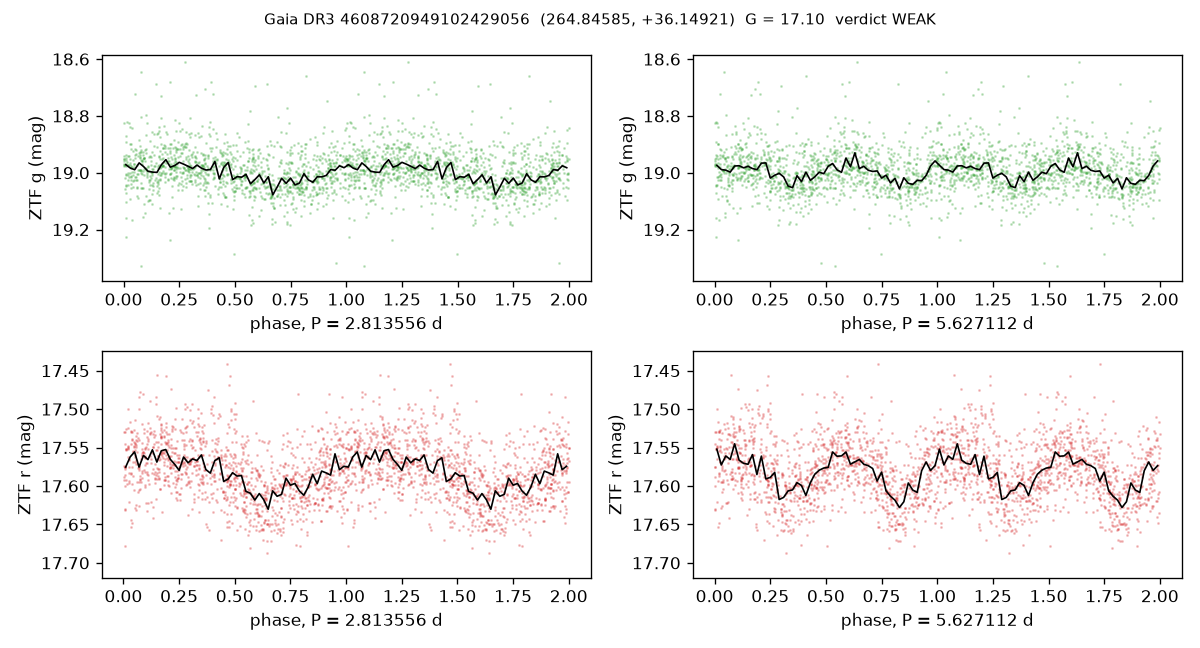 Gaia DR3 4608720949102429056 (264.84585, +36.14921) G = 17.10 verdict WEAK
18.6
18.8
19.0
19.2
ZTF g (mag)
0.00 0.25 0.50 0.75 1.00 1.25 1.50 1.75 2.00
phase, P = 2.813556 d
18.6
18.8
19.0
19.2
ZTF g (mag)
0.00 0.25 0.50 0.75 1.00 1.25 1.50 1.75 2.00
phase, P = 5.627112 d
17.45
17.50
17.55
17.60
17.65
17.70
ZTF r (mag)
0.00 0.25 0.50 0.75 1.00 1.25 1.50 1.75 2.00
phase, P = 2.813556 d
17.45
17.50
17.55
17.60
17.65
17.70
ZTF r (mag)
0.00 0.25 0.50 0.75 1.00 1.25 1.50 1.75 2.00
phase, P = 5.627112 d